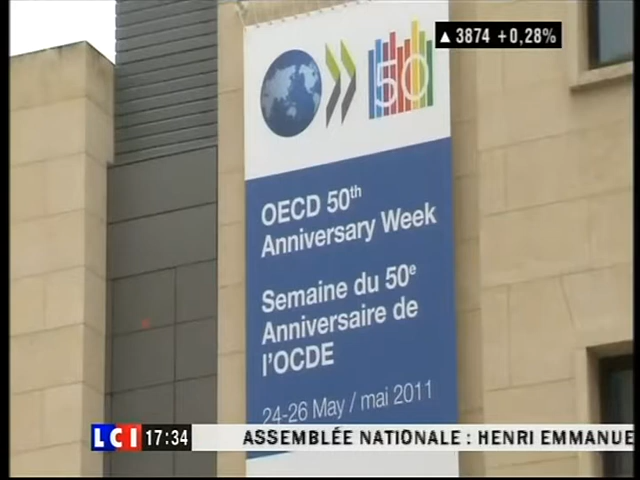 ▲ 3874 +0,28%
50
OECD 50th
Anniversary Week
Semaine du 50e
Anniversaire de
l'OCDE
24-26 May / mai 2011
LCI 17:34 ASSEMBLÉE NATIONALE : HENRI EMMANUE